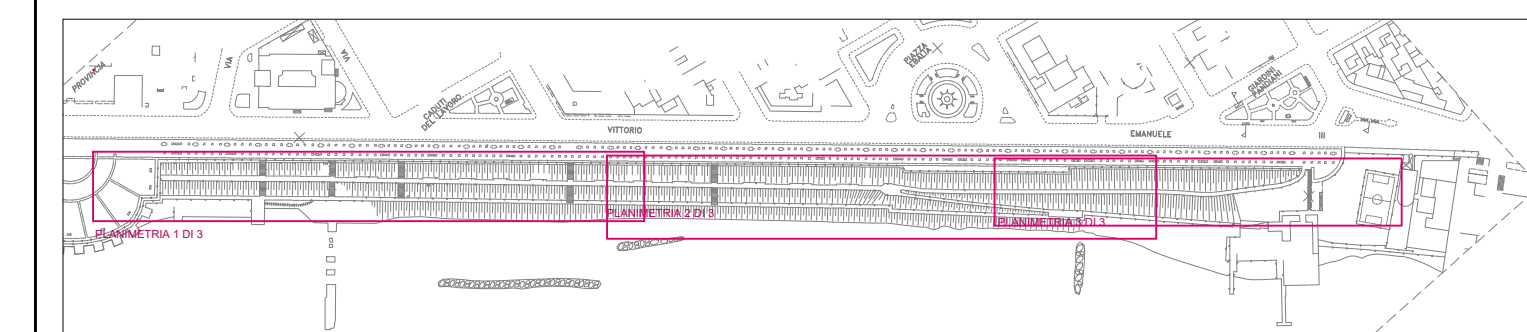 PROVINCIA
VIA
VIA
CADUTI
DEL LAVORO
PIAZZA
EBALIA
GIARDINI
VITTORIO
EMANUELE
III
PLANIMETRIA 1 DI 3
PLANIMETRIA 2 DI 3
PLANIMETRIA 3 DI 3